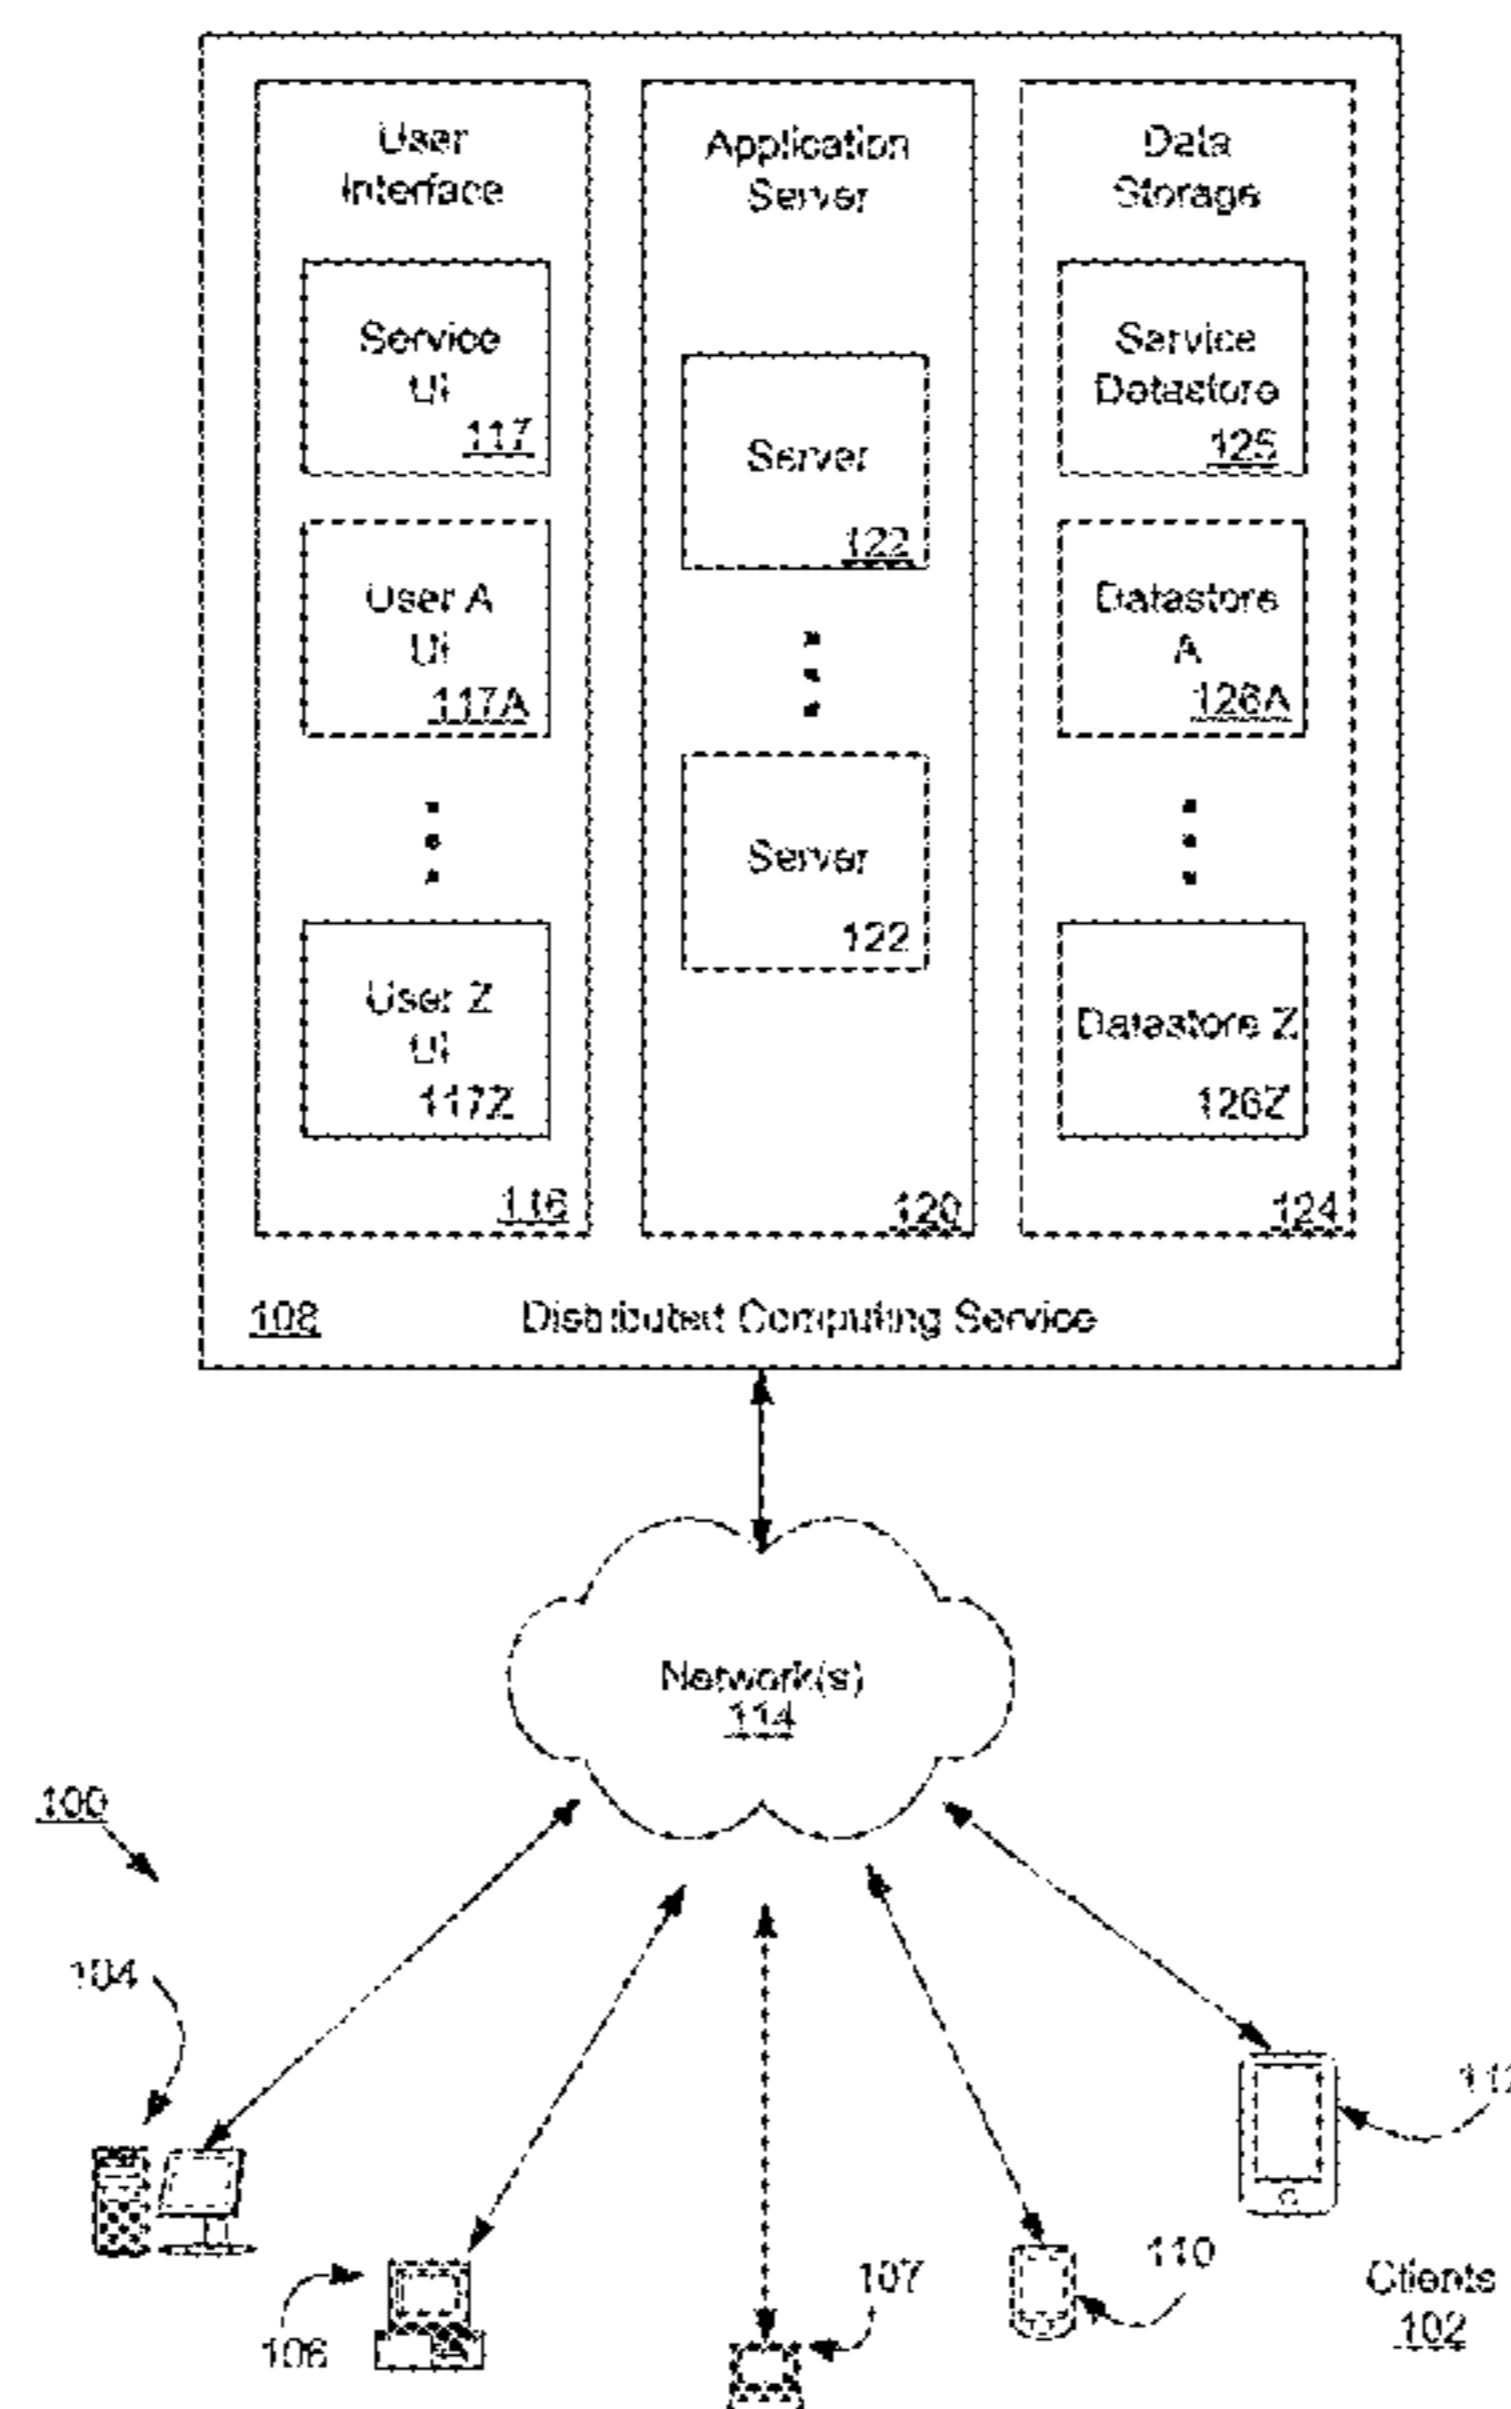 User
Interface
Service
UI
117
User A
UI
117A
User Z
UI
117Z
116
Application
Server
Server
122
Server
122
120
Data
Storage
Service
Datastore
125
Datastore
A
126A
Datastore Z
126Z
124
108
Distributed Computing Service
Network(s)
114
100
104
106
107
110
Clients
102